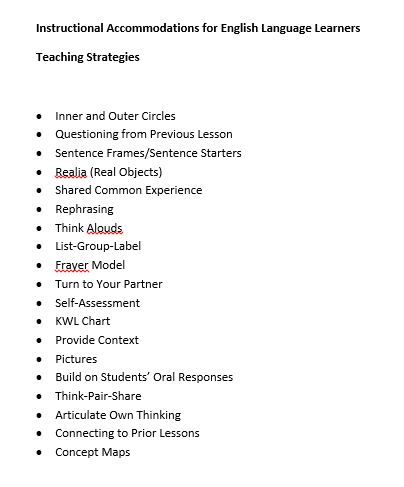 Instructional Accommodations for English Language Learners
Teaching Strategies
• Inner and Outer Circles
• Questioning from Previous Lesson
• Sentence Frames/Sentence Starters
• Realia (Real Objects)
• Shared Common Experience
• Rephrasing
• Think Alouds
• List-Group-Label
• Frayer Model
• Turn to Your Partner
• Self-Assessment
• KWL Chart
• Provide Context
• Pictures
• Build on Students’ Oral Responses
• Think-Pair-Share
• Articulate Own Thinking
• Connecting to Prior Lessons
• Concept Maps